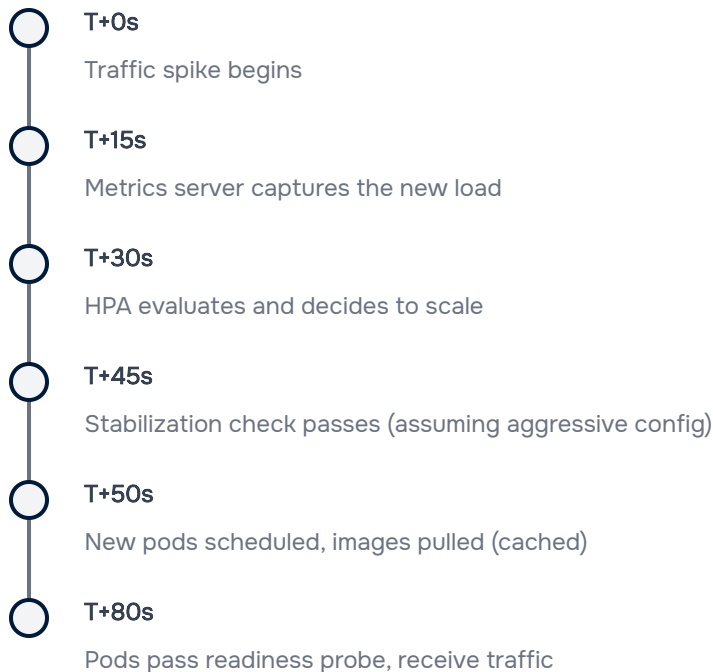 T+0s
Traffic spike begins
T+15s
Metrics server captures the new load
T+30s
HPA evaluates and decides to scale
T+45s
Stabilization check passes (assuming aggressive config)
T+50s
New pods scheduled, images pulled (cached)
T+80s
Pods pass readiness probe, receive traffic